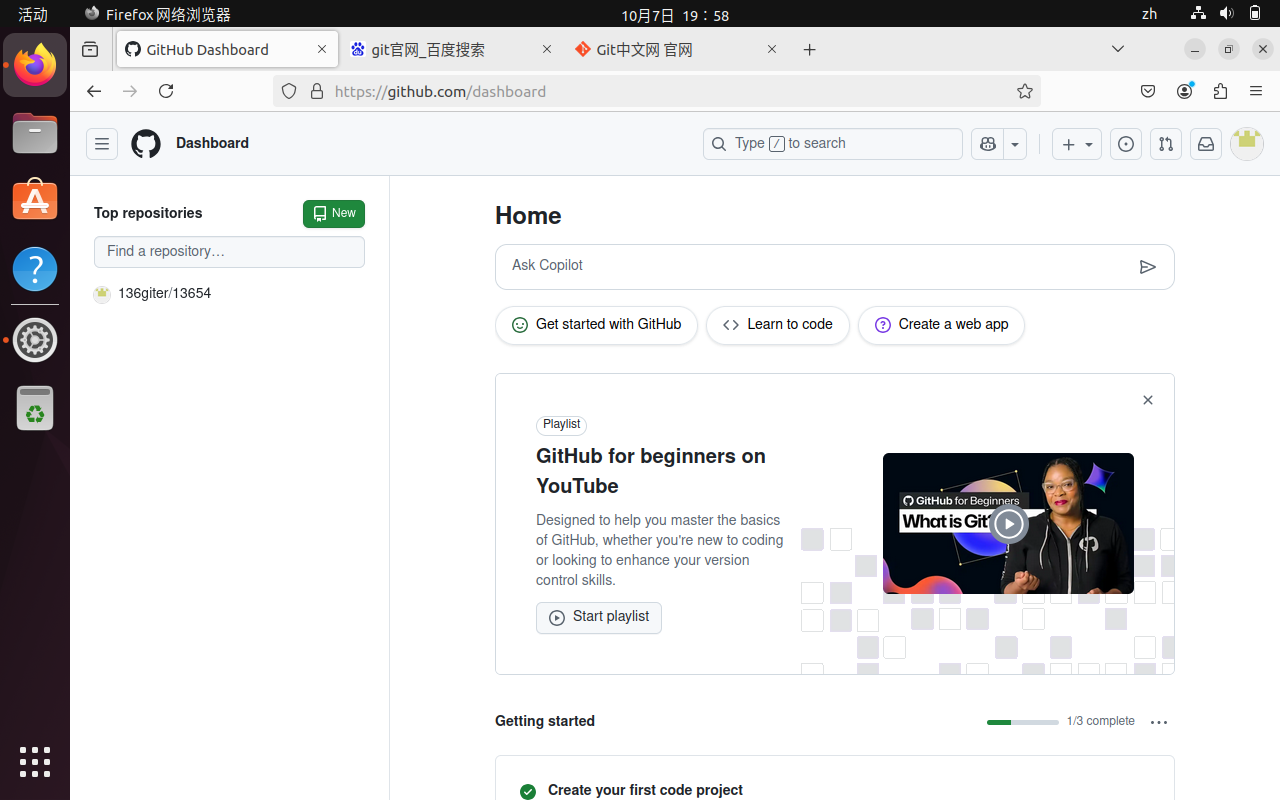 活动
Firefox 网络浏览器
10月7日 19：58
zh
GitHub Dashboard
git官网_百度搜索
Git中文网 官网
https://github.com/dashboard
Dashboard
Type / to search
Top repositories
New
Find a repository…
136giter/13654
Home
Ask Copilot
Get started with GitHub
Learn to code
Create a web app
Playlist
GitHub for beginners on
YouTube
Designed to help you master the basics
of GitHub, whether you're new to coding
or looking to enhance your version
control skills.
Start playlist
GitHub for Beginners
What is Git?
Getting started
1/3 complete
Create your first code project